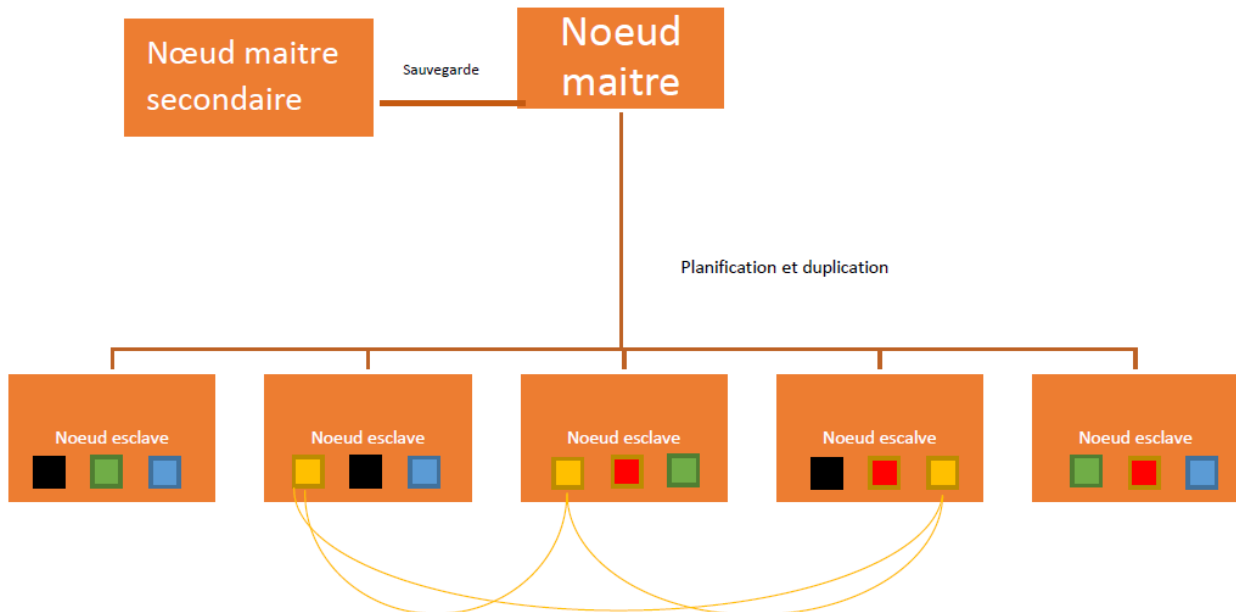 Nœud maitre
secondaire
Sauvegarde
Noeud
maitre
Planification et duplication
Noeud esclave
Noeud esclave
Noeud esclave
Noeud escalve
Noeud esclave